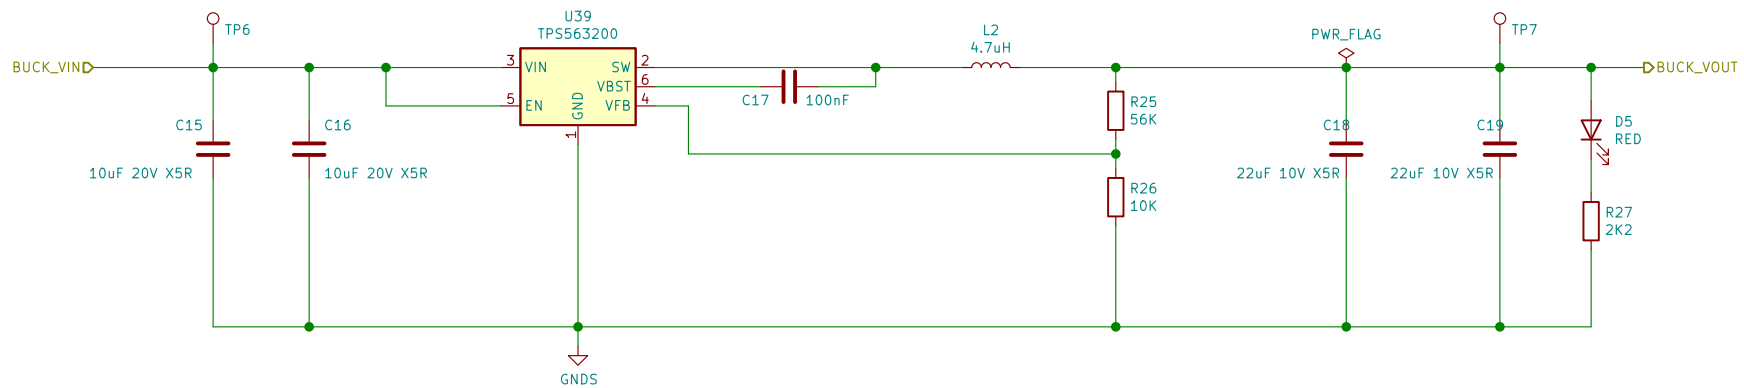 U39
TPS563200
TP6
L2
4.7uH
PWR_FLAG
TP7
BUCK_VIN
3
VIN
SW
2
BUCK_VOUT
VBST
6
5
EN
VFB
4
GND
1
C17
100nF
R25
56K
C15
C16
C18
C19
D5
RED
10uF 20V X5R
10uF 20V X5R
22uF 10V X5R
22uF 10V X5R
R26
10K
R27
2K2
GNDS